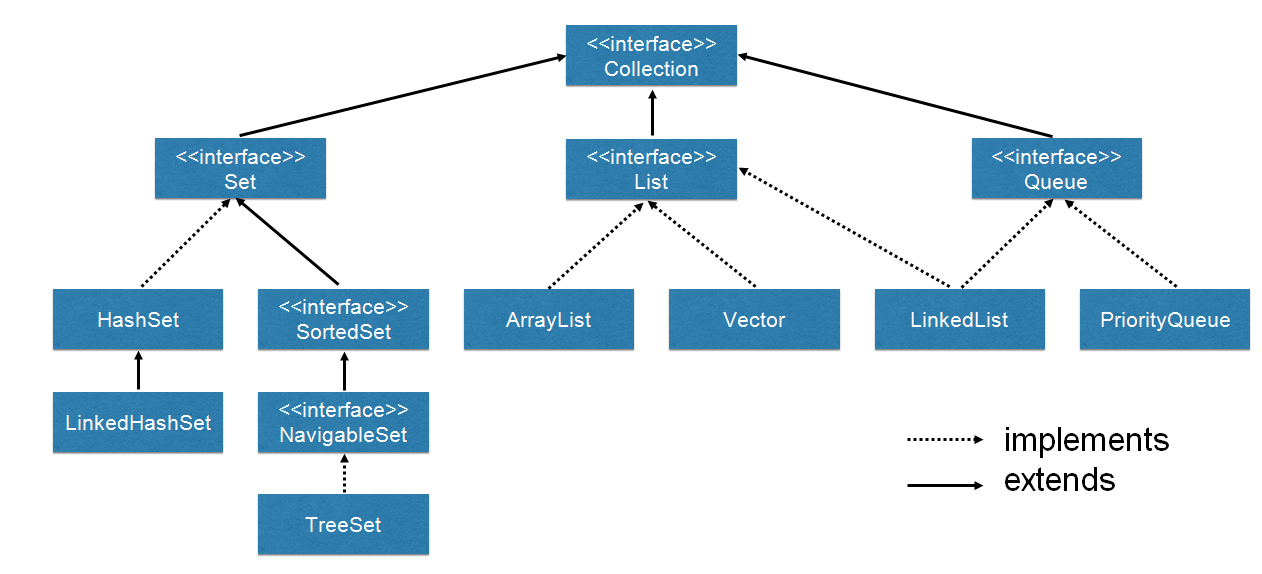 <<interface>>
Collection
<<interface>>
Set
<<interface>>
List
<<interface>>
Queue
HashSet
<<interface>>
SortedSet
ArrayList
Vector
LinkedList
PriorityQueue
LinkedHashSet
<<interface>>
NavigableSet
implements
extends
TreeSet